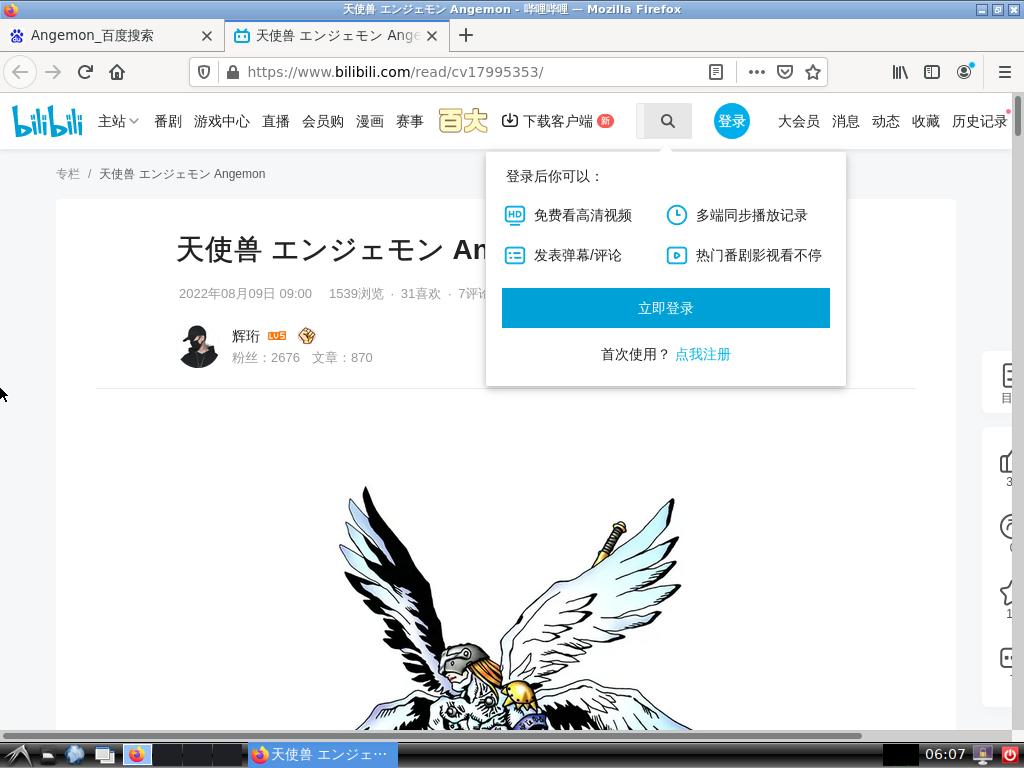 天使兽 エンジェモン Angemon - 哔哩哔哩 — Mozilla Firefox
Angemon_百度搜索
天使兽 エンジェモン Ange
https://www.bilibili.com/read/cv17995353/
bilibili 主站 番剧 游戏中心 直播 会员购 漫画 赛事 百大 下载客户端 新 登录 大会员 消息 动态 收藏 历史记录
专栏 / 天使兽 エンジェモン Angemon
登录后你可以：
HD 免费看高清视频 多端同步播放记录
发表弹幕/评论 热门番剧影视看不停
立即登录
首次使用？ 点我注册
天使兽 エンジェモン An
2022年08月09日 09:00 1539浏览 · 31喜欢 · 7评论
辉珩 LV5
粉丝：2676 文章：870
目
3
1
天使兽 エンジェ…
06:07